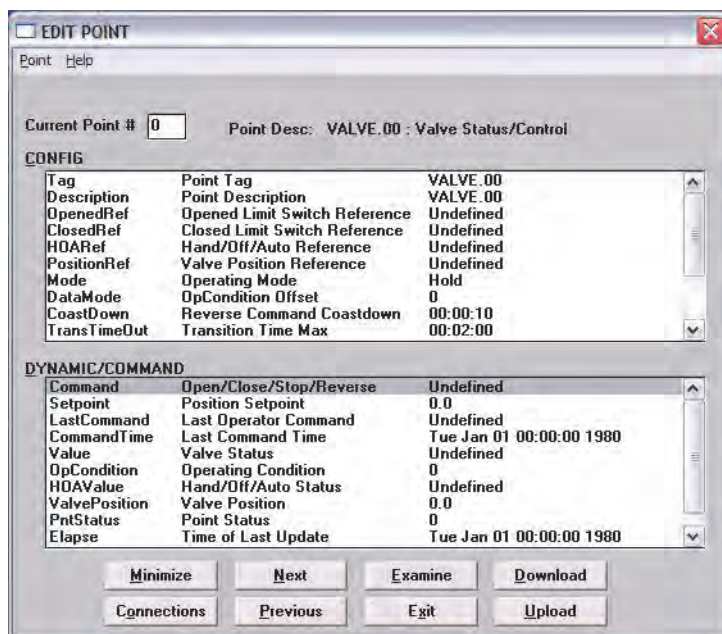 EDIT POINT
Point Help
Current Point # 0 Point Desc: VALVE.00 : Valve Status/Control
CONFIG
Tag Point Tag VALVE.00
Description Point Description VALVE.00
OpenedRef Opened Limit Switch Reference Undefined
ClosedRef Closed Limit Switch Reference Undefined
HOARef Hand/Off/Auto Reference Undefined
PositionRef Valve Position Reference Undefined
Mode Operating Mode Hold
DataMode OpCondition Offset 0
CoastDown Reverse Command Coastdown 00:00:10
TransTimeOut Transition Time Max 00:02:00
DYNAMIC/COMMAND
Command Open/Close/Stop/Reverse Undefined
Setpoint Position Setpoint 0.0
LastCommand Last Operator Command Undefined
CommandTime Last Command Time Tue Jan 01 00:00:00 1980
Value Valve Status Undefined
OpCondition Operating Condition 0
HOAValue Hand/Off/Auto Status Undefined
ValvePosition Valve Position 0.0
PntStatus Point Status 0
Elapse Time of Last Update Tue Jan 01 00:00:00 1980
Minimize Next Examine Download
Connections Previous Exit Upload